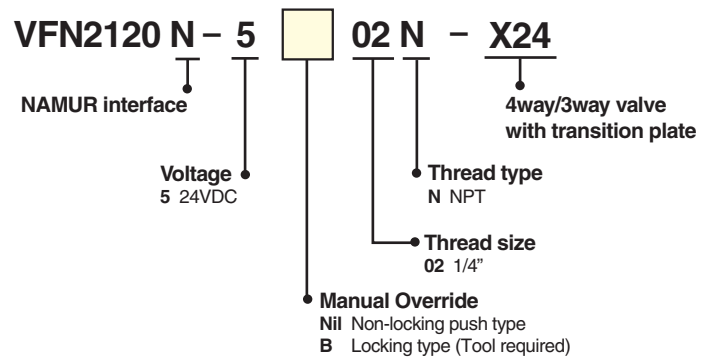 VFN2120 N – 5 02 N – X24
NAMUR interface
4way/3way valve
with transition plate
Voltage
5 24VDC
Thread type
N NPT
Thread size
02 1/4”
Manual Override
Nil Non-locking push type
B Locking type (Tool required)